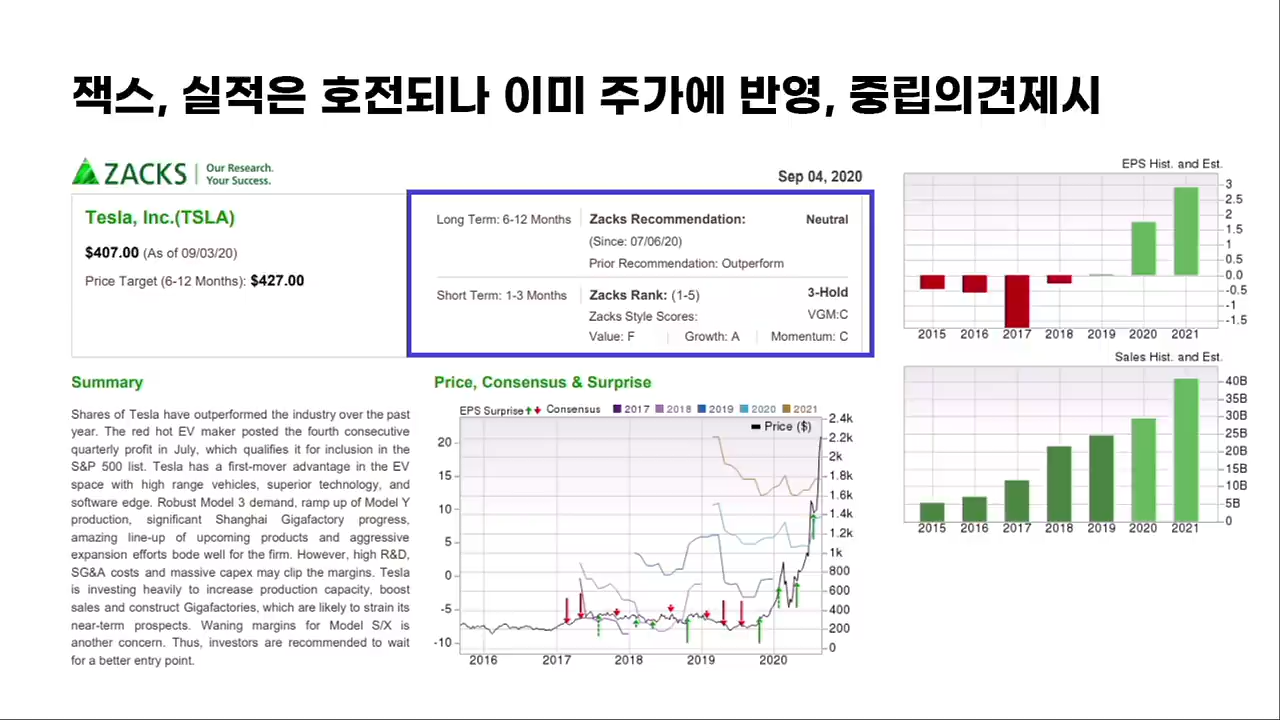 잭스, 실적은 호전되나 이미 주가에 반영, 중립의견제시
ZACKS
Our Research.
Your Success.
Sep 04, 2020
Tesla, Inc.(TSLA)
$407.00 (As of 09/03/20)
Price Target (6-12 Months): $427.00
Long Term: 6-12 Months
Zacks Recommendation: Neutral
(Since: 07/06/20)
Prior Recommendation: Outperform
Short Term: 1-3 Months
Zacks Rank: (1-5) 3-Hold
Zacks Style Scores: VGM:C
Value: F Growth: A Momentum: C
Summary
Shares of Tesla have outperformed the industry over the past
year. The red hot EV maker posted the fourth consecutive
quarterly profit in July, which qualifies it for inclusion in the
S&P 500 list. Tesla has a first-mover advantage in the EV
space with high range vehicles, superior technology, and
software edge. Robust Model 3 demand, ramp up of Model Y
production, significant Shanghai Gigafactory progress,
amazing line-up of upcoming products and aggressive
expansion efforts bode well for the firm. However, high R&D,
SG&A costs and massive capex may clip the margins. Tesla
is investing heavily to increase production capacity, boost
sales and construct Gigafactories, which are likely to strain its
near-term prospects. Waning margins for Model S/X is
another concern. Thus, investors are recommended to wait
for a better entry point.
Price, Consensus & Surprise
EPS Surprise Consensus 2017 2018 2019 2020 2021
Price ($)
20
15
10
5
0
-5
-10
2.4k
2.2k
2k
1.8k
1.6k
1.4k
1.2k
1k
800
600
400
200
0
2016 2017 2018 2019 2020
EPS Hist. and Est.
3
2.5
2
1.5
1
0.5
0.0
-0.5
-1
-1.5
2015 2016 2017 2018 2019 2020 2021
Sales Hist. and Est.
40B
35B
30B
25B
20B
15B
10B
5B
0
2015 2016 2017 2018 2019 2020 2021